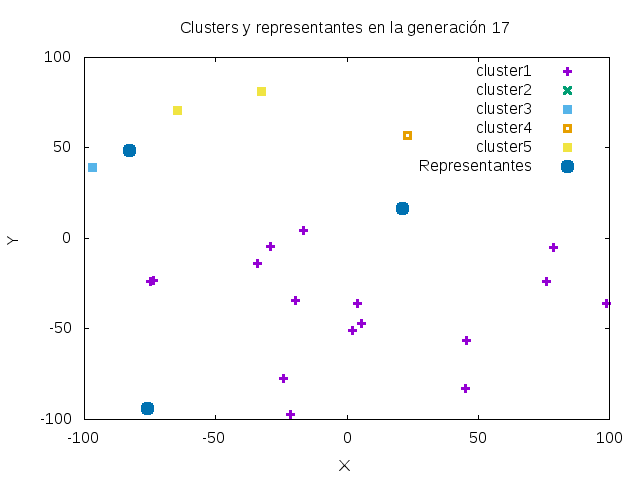 Clusters y representantes en la generación 17
100
50
0
-50
-100
-100
-50
0
50
100
Y
X
cluster1
cluster2
cluster3
cluster4
cluster5
Representantes